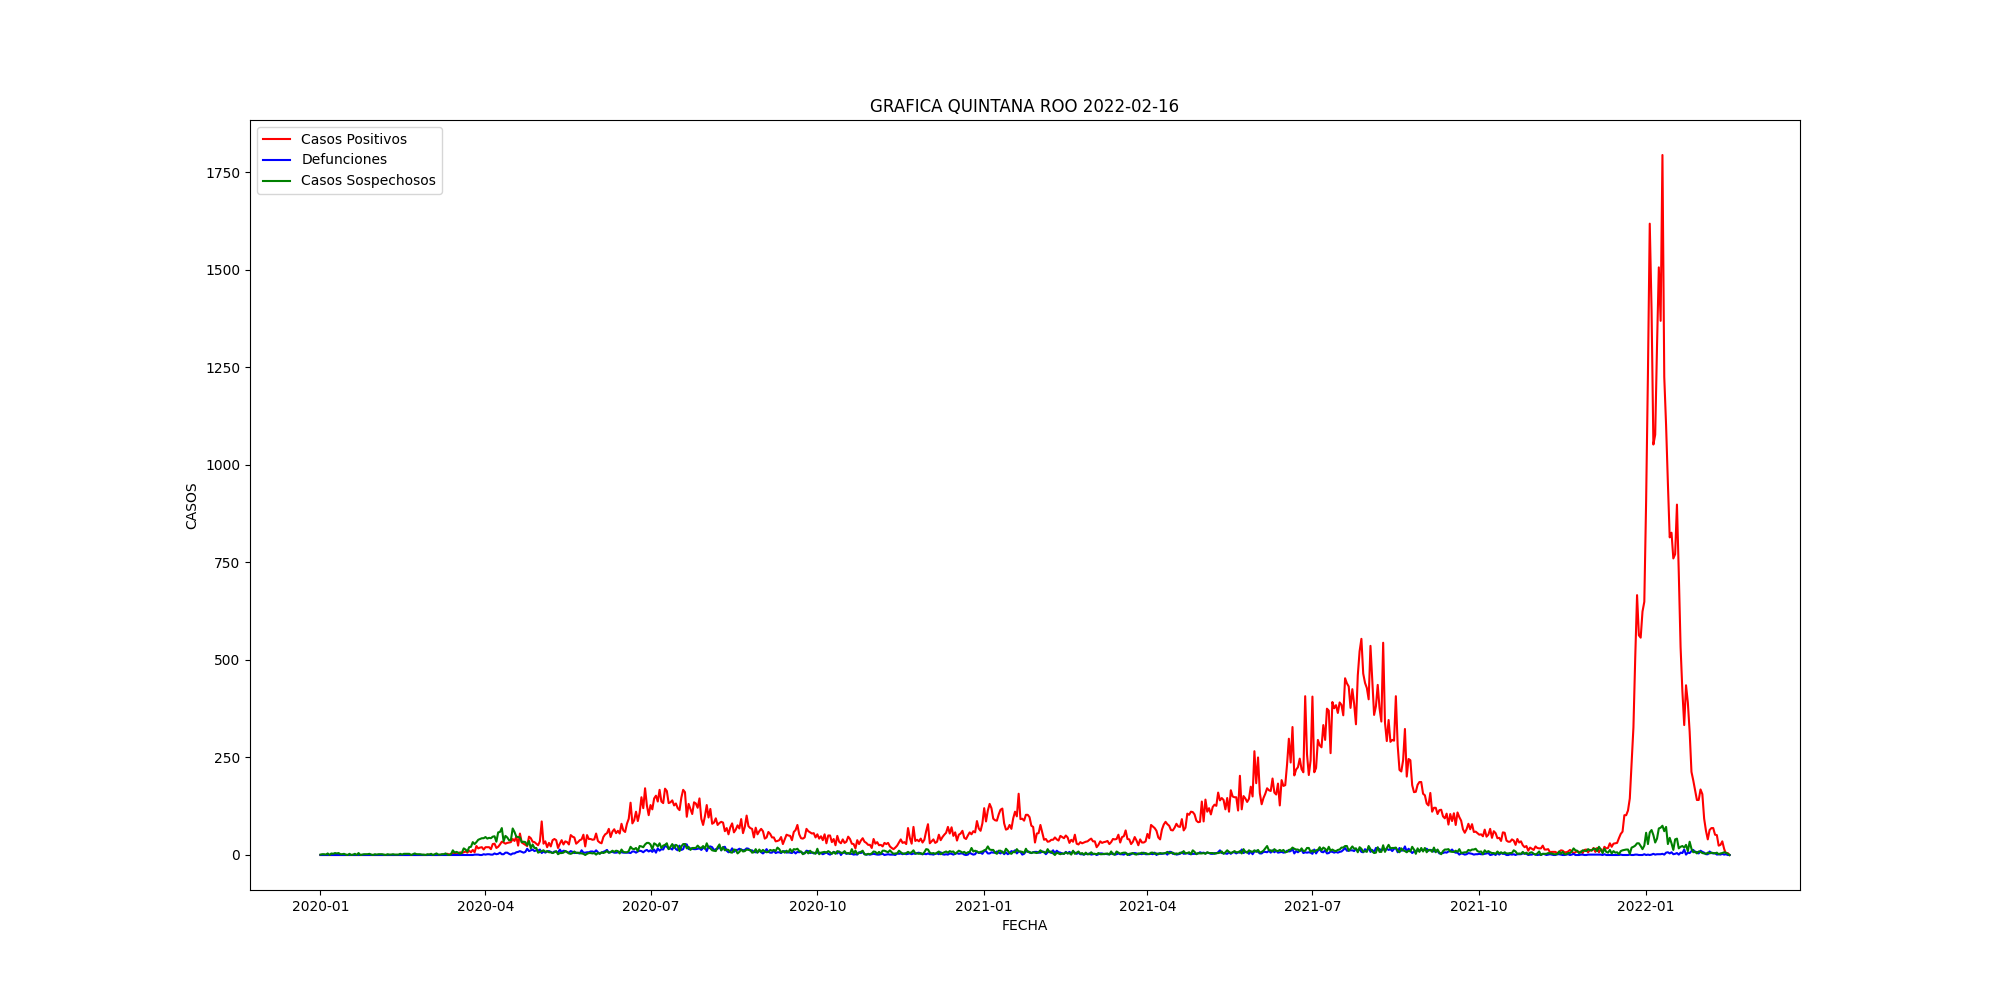 GRAFICA QUINTANA ROO 2022-02-16
Casos Positivos
Defunciones
Casos Sospechosos
1750
1500
1250
1000
750
500
250
0
CASOS
2020-01 2020-04 2020-07 2020-10 2021-01 2021-04 2021-07 2021-10 2022-01
FECHA